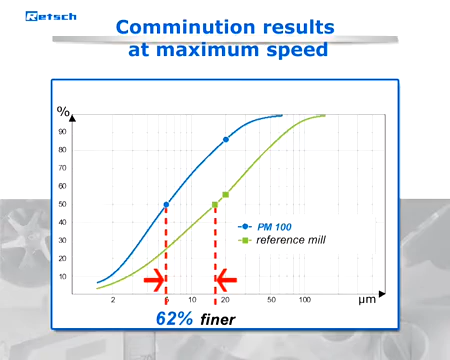 Retsch
Comminution results
at maximum speed
%
90
80
70
60
50
40
30
20
10
PM 100
reference mill
2
10
20
50
100
µm
62% finer